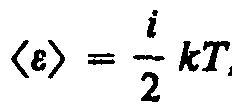 ⟨ε⟩ = i/2 kT,